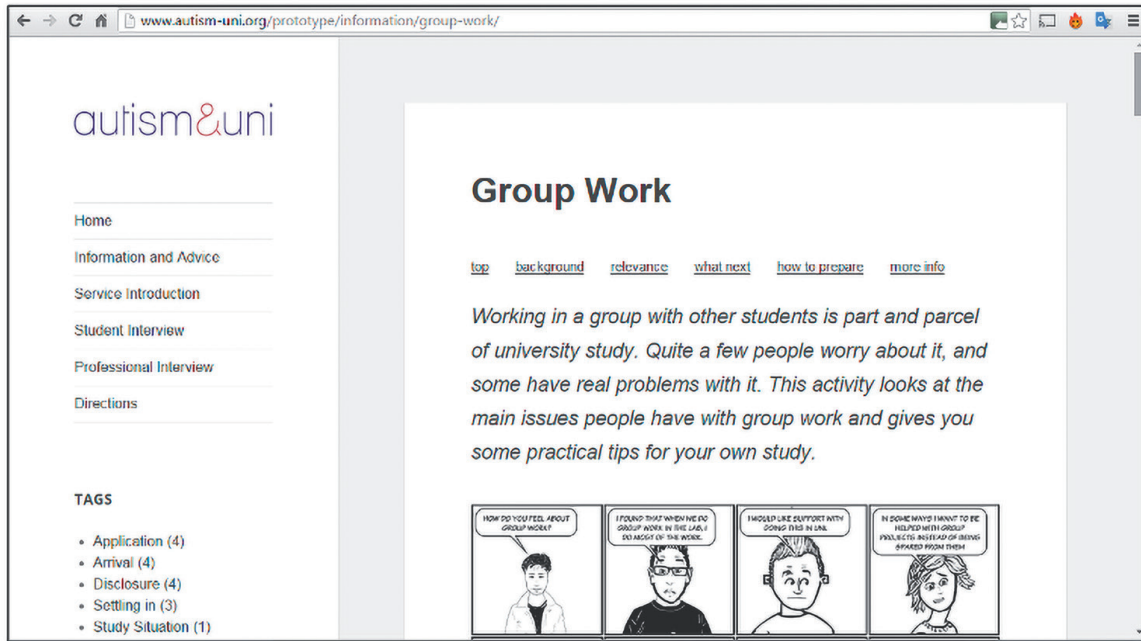 www.autism-uni.org/prototype/information/group-work/
autism&uni
Home
Information and Advice
Service Introduction
Student Interview
Professional Interview
Directions
TAGS
Application (4)
Arrival (4)
Disclosure (4)
Settling in (3)
Study Situation (1)
Group Work
top background relevance what next how to prepare more info
Working in a group with other students is part and parcel
of university study. Quite a few people worry about it, and
some have real problems with it. This activity looks at the
main issues people have with group work and gives you
some practical tips for your own study.
HOW DO YOU FEEL ABOUT
GROUP WORK?
I FOUND THAT WHEN WE DO
GROUP WORK IN THE LAB, I
DO MOST OF THE WORK.
I WOULD LIKE SUPPORT WITH
DOING THIS IN UNI.
IN SOME WAYS I WANT TO BE
HELPED WITH GROUP
PROJECTS INSTEAD OF BEING
SPARED FROM THEM